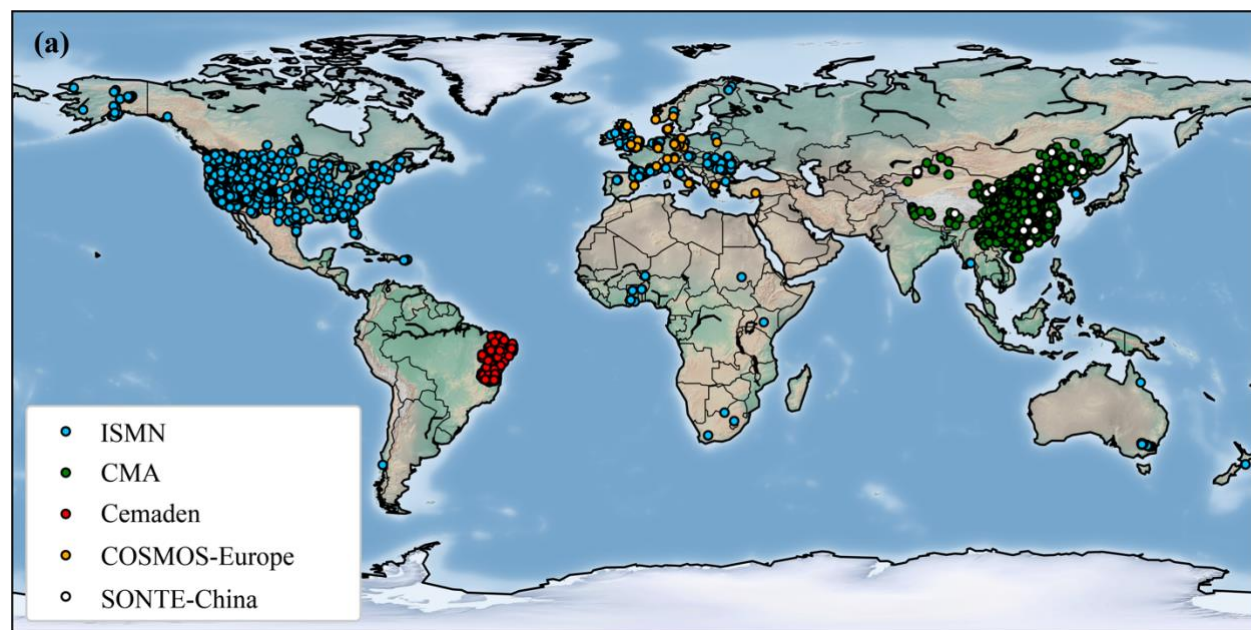 (a)
ISMN
CMA
Cemaden
COSMOS-Europe
SONTE-China